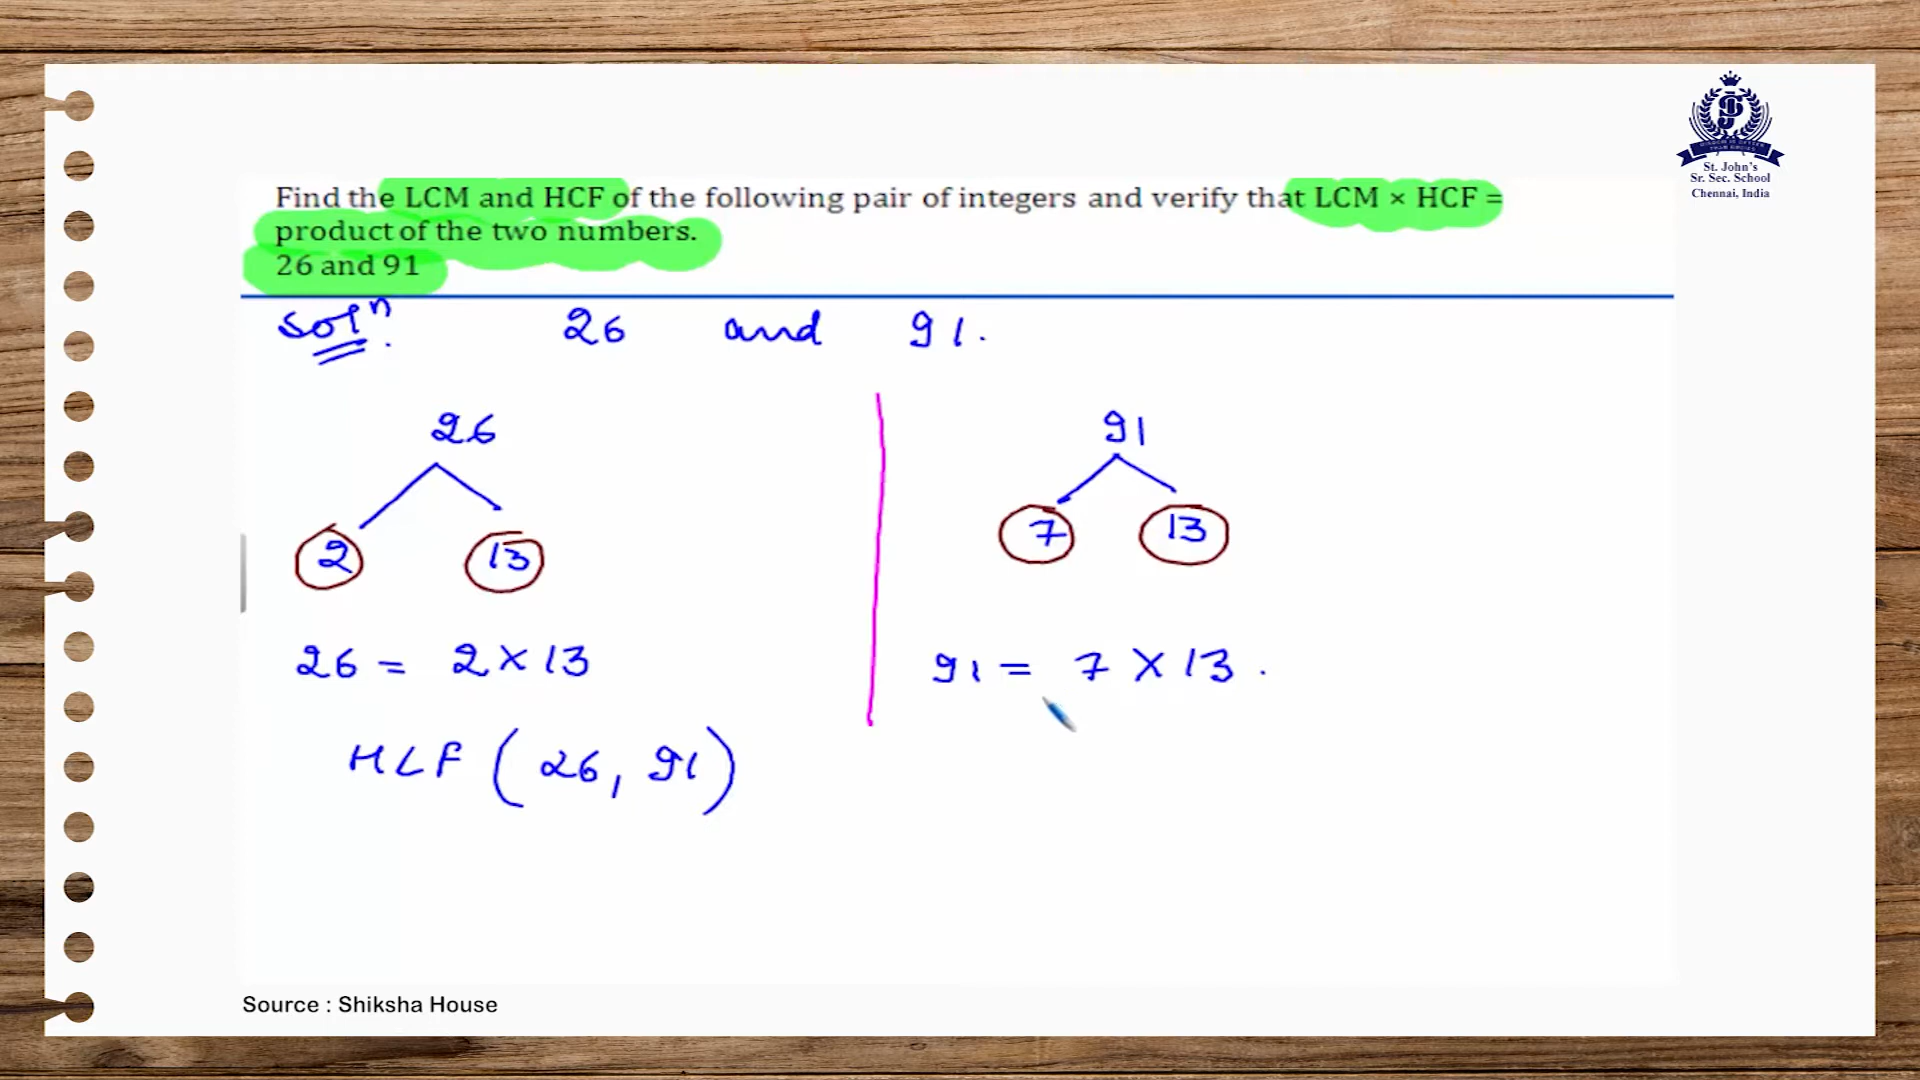 St. John's
Sr. Sec. School
Chennai, India
Find the LCM and HCF of the following pair of integers and verify that LCM × HCF =
product of the two numbers.
26 and 91
Solⁿ. 26 and 91.
26
91
2 13
7 13
26 = 2 × 13
91 = 7 × 13.
HCF (26, 91)
Source : Shiksha House